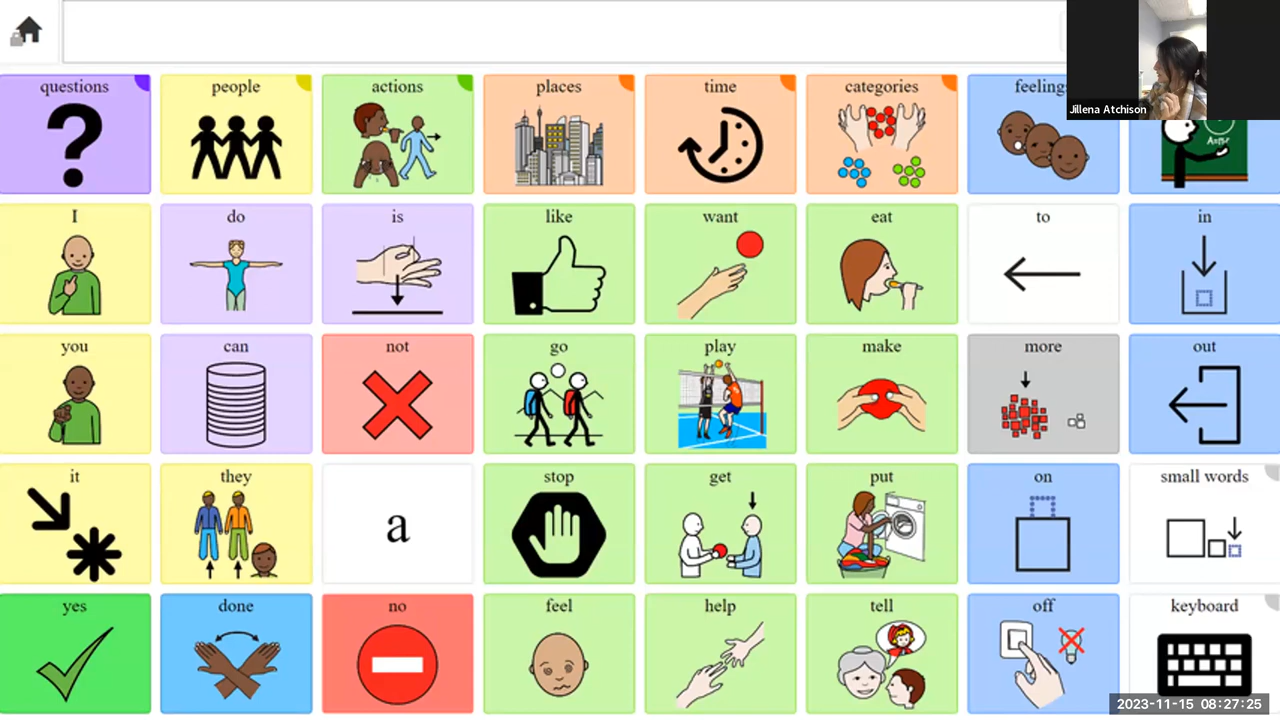 questions people actions places time categories feelings
Jillena Atchison
I do is like want eat to in
you can not go play make more out
it they a stop get put on small words
yes done no feel help tell off keyboard
2023-11-15 08:27:25